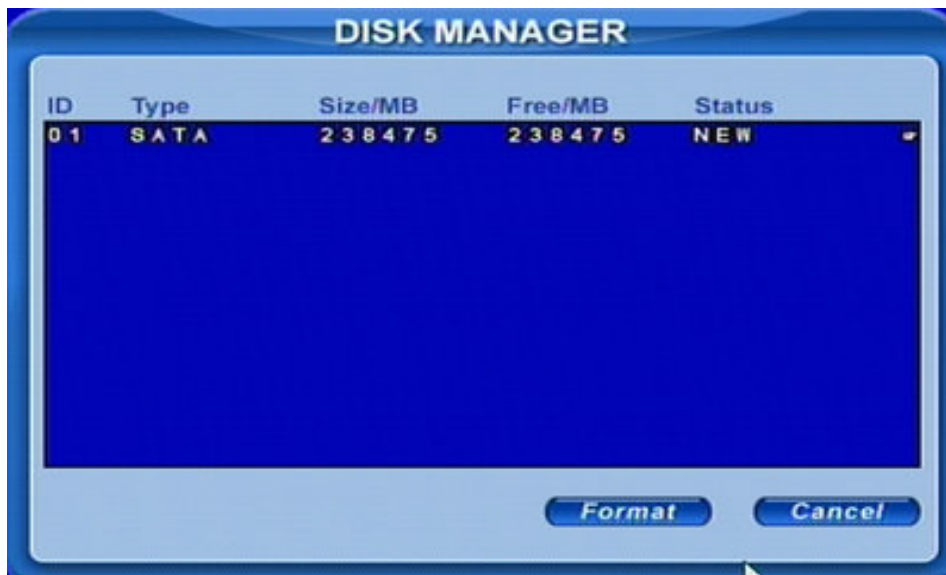 DISK MANAGER
ID Type Size/MB Free/MB Status
01 SATA 238475 238475 NEW
Format Cancel